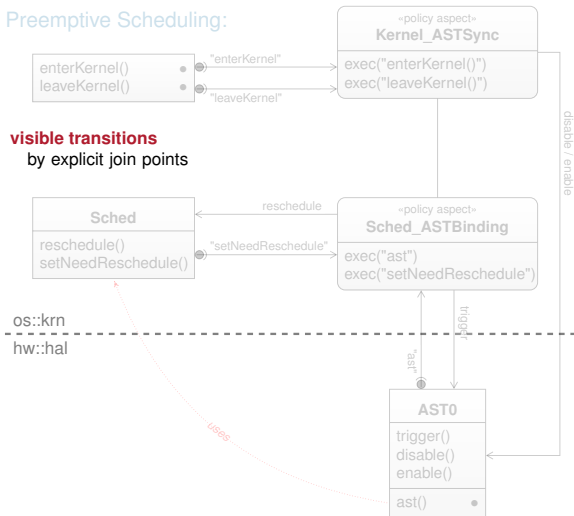 Preemptive Scheduling:
«policy aspect»
Kernel_ASTSync
exec("enterKernel()")
exec("leaveKernel()")
enterKernel()
leaveKernel()
"enterKernel"
"leaveKernel"
disable / enable
visible transitions
by explicit join points
Sched
reschedule()
setNeedReschedule()
reschedule
"setNeedReschedule"
«policy aspect»
Sched_ASTBinding
exec("ast")
exec("setNeedReschedule")
os::krn
hw::hal
"ast"
trigger
uses
AST0
trigger()
disable()
enable()
ast()